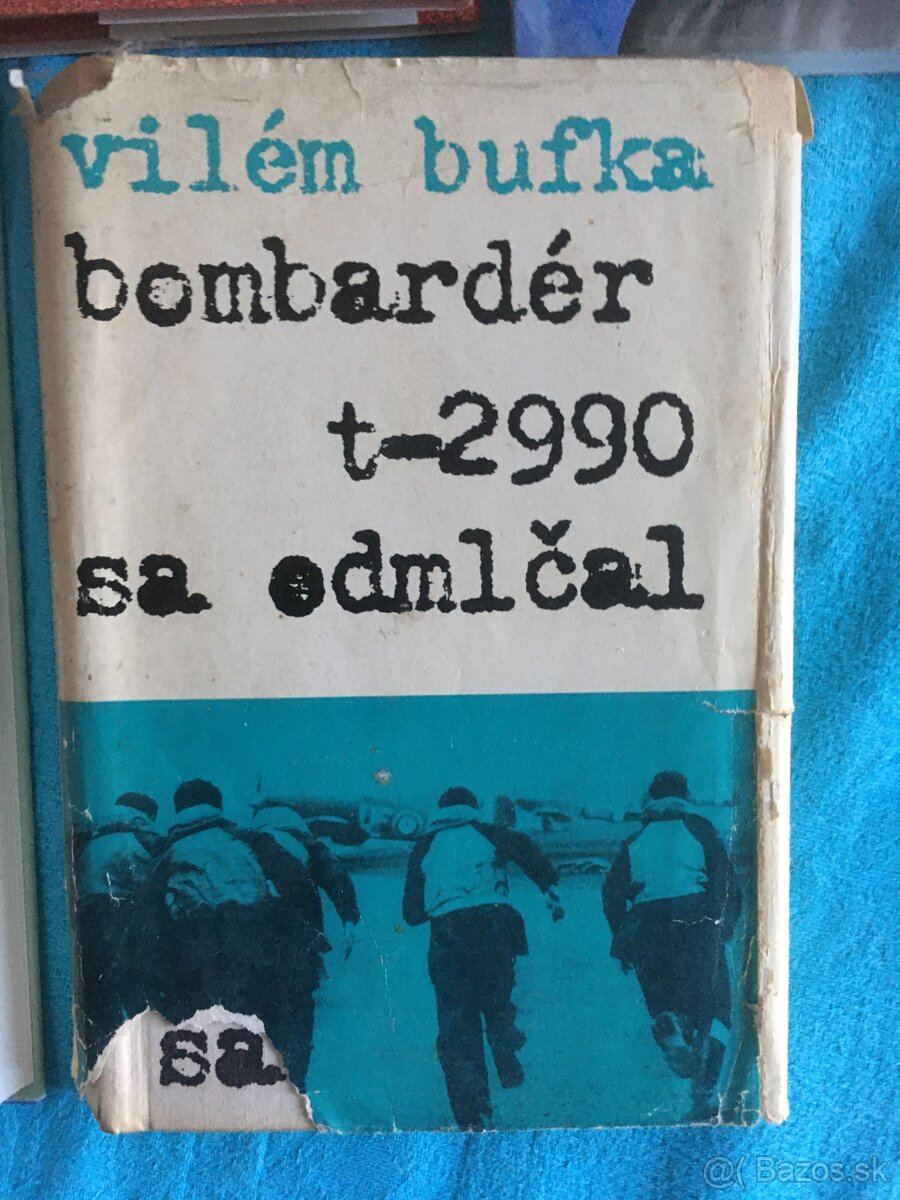 vilém bufka
bombardér
t-2990
sa odmlčal
sa
@( Bazos.sk